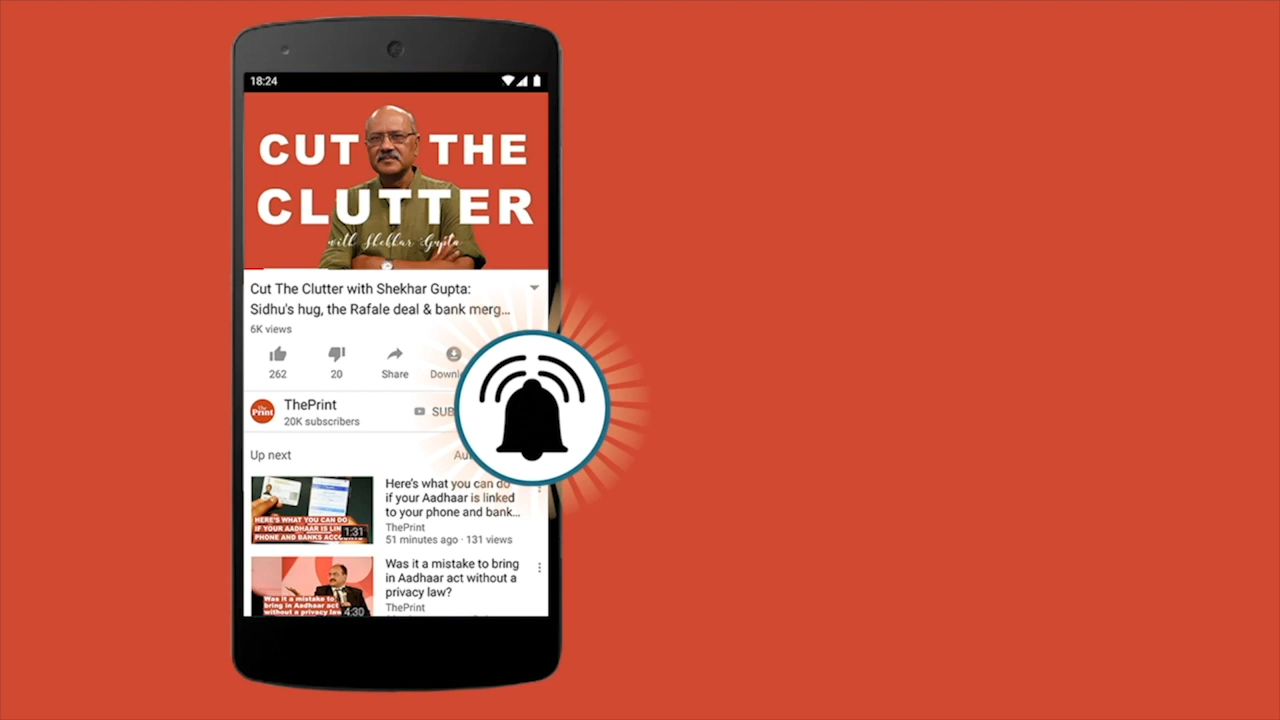 18:24
CUT THE
CLUTTER
with Shekhar Gupta
Cut The Clutter with Shekhar Gupta:
Sidhu's hug, the Rafale deal & bank merg...
6K views
262
20
Share
Downl
The
Print
ThePrint
20K subscribers
SUB
Up next
Au
Here's what you can do
if your Aadhaar is linked
to your phone and bank...
ThePrint
51 minutes ago · 131 views
HERE'S WHAT YOU CAN DO
IF YOUR AADHAAR IS LIN
PHONE AND BANKS ACCOUNTS
1:31
Was it a mistake to bring
in Aadhaar act without a
privacy law?
ThePrint
Was it a mistake to
bring in Aadhaar act
without a privacy law
4:30